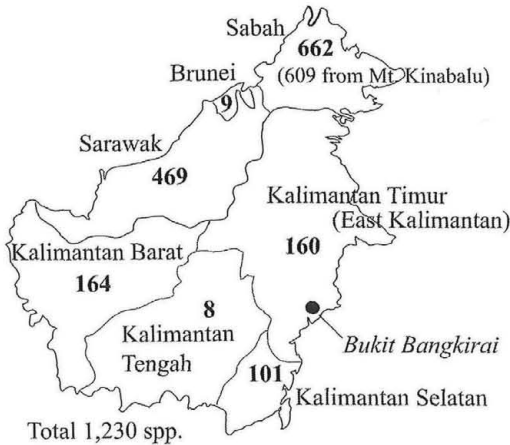 Sabah
662
(609 from Mt. Kinabalu)
Brunei
9
Sarawak
469
Kalimantan Timur
(East Kalimantan)
160
Kalimantan Barat
164
8
Kalimantan
Tengah
Bukit Bangkirai
101
Kalimantan Selatan
Total 1,230 spp.